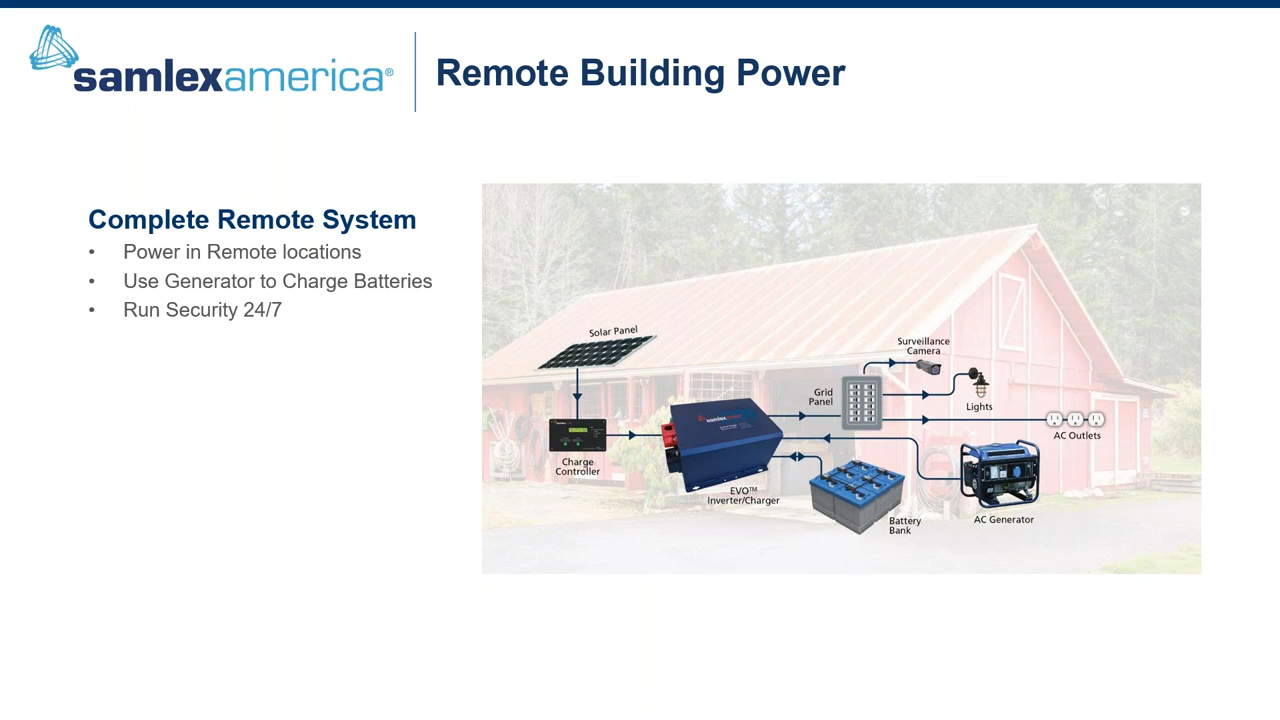 samlexamerica®
Remote Building Power
Complete Remote System
• Power in Remote locations
• Use Generator to Charge Batteries
• Run Security 24/7
Solar Panel
Surveillance
Camera
Grid
Panel
Lights
AC Outlets
Charge
Controller
EVO™
Inverter/Charger
Battery
Bank
AC Generator